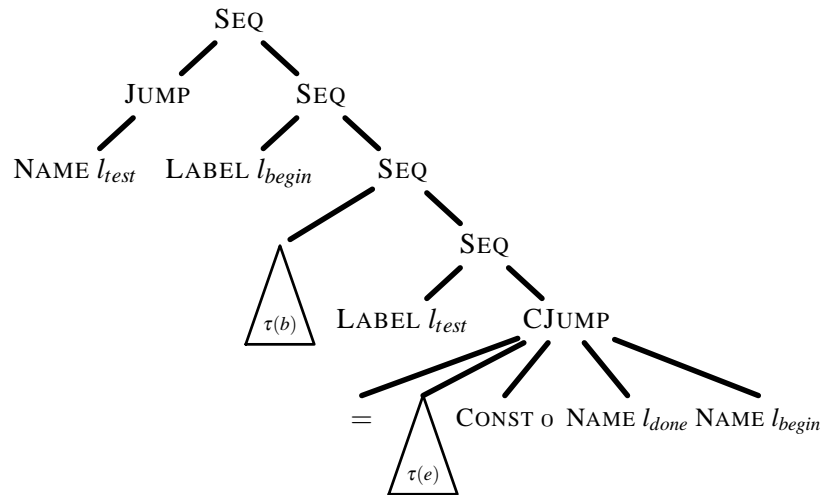 SEQ
JUMP SEQ
NAME l_test LABEL l_begin SEQ
SEQ
τ(b) LABEL l_test CJUMP
= CONST 0 NAME l_done NAME l_begin
τ(e)